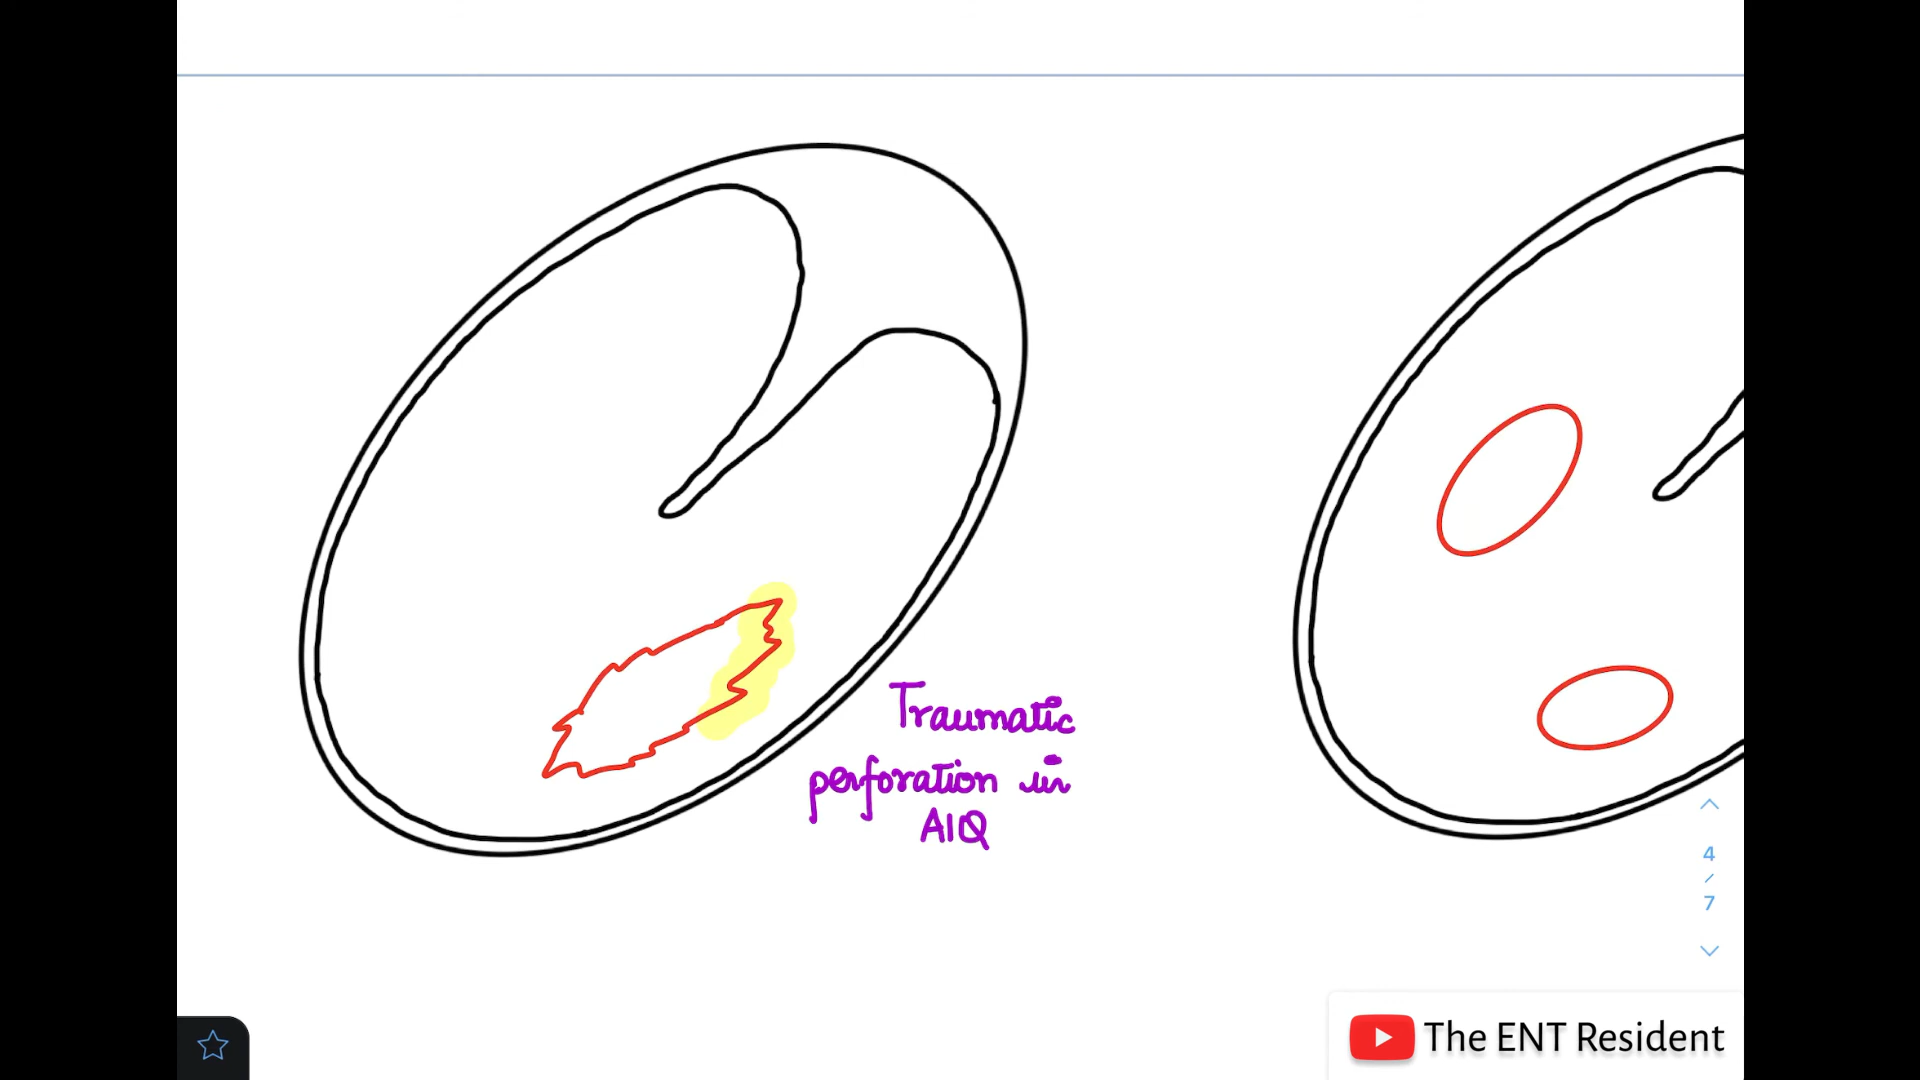 Traumatic
perforation in
AIQ
4
/
7
The ENT Resident